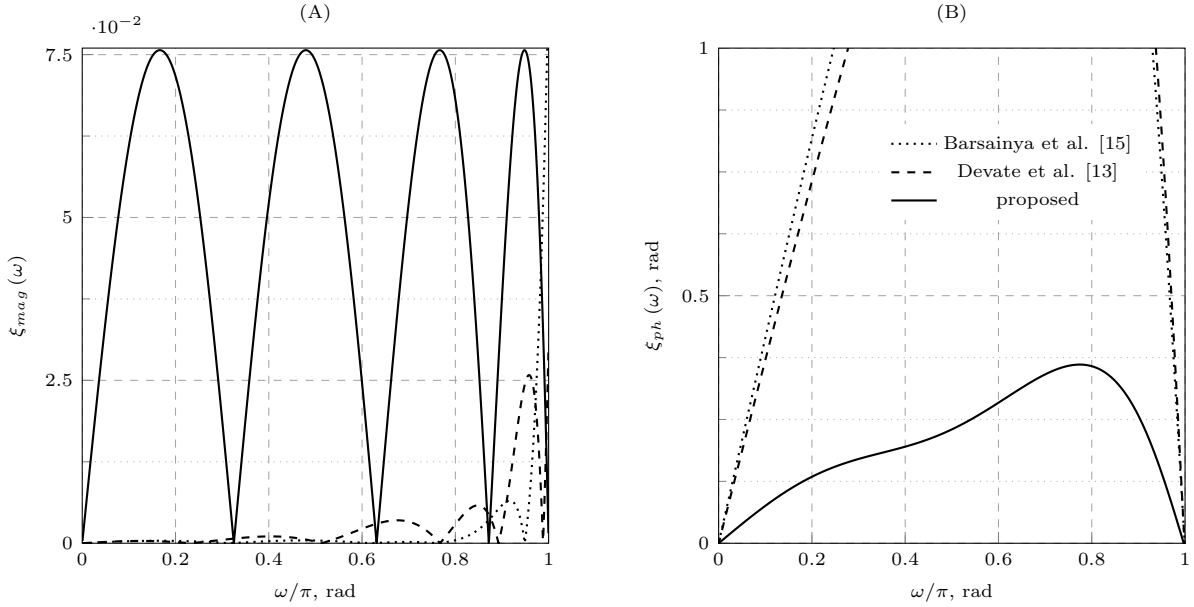 (A)
·10⁻²
7.5
5
2.5
0
0
0.2
0.4
0.6
0.8
1
ω/π, rad
ξmag (ω)
(B)
1
0.5
0
0
0.2
0.4
0.6
0.8
1
ω/π, rad
ξph (ω), rad
Barsainya et al. [15]
Devate et al. [13]
proposed